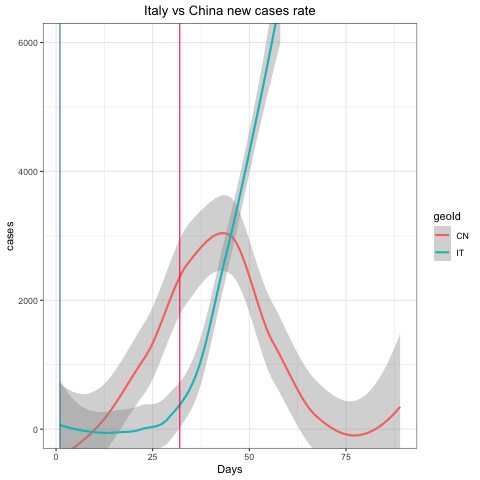 Italy vs China new cases rate
6000
4000
2000
0
cases
0 25 50 75
Days
geoId
CN
IT